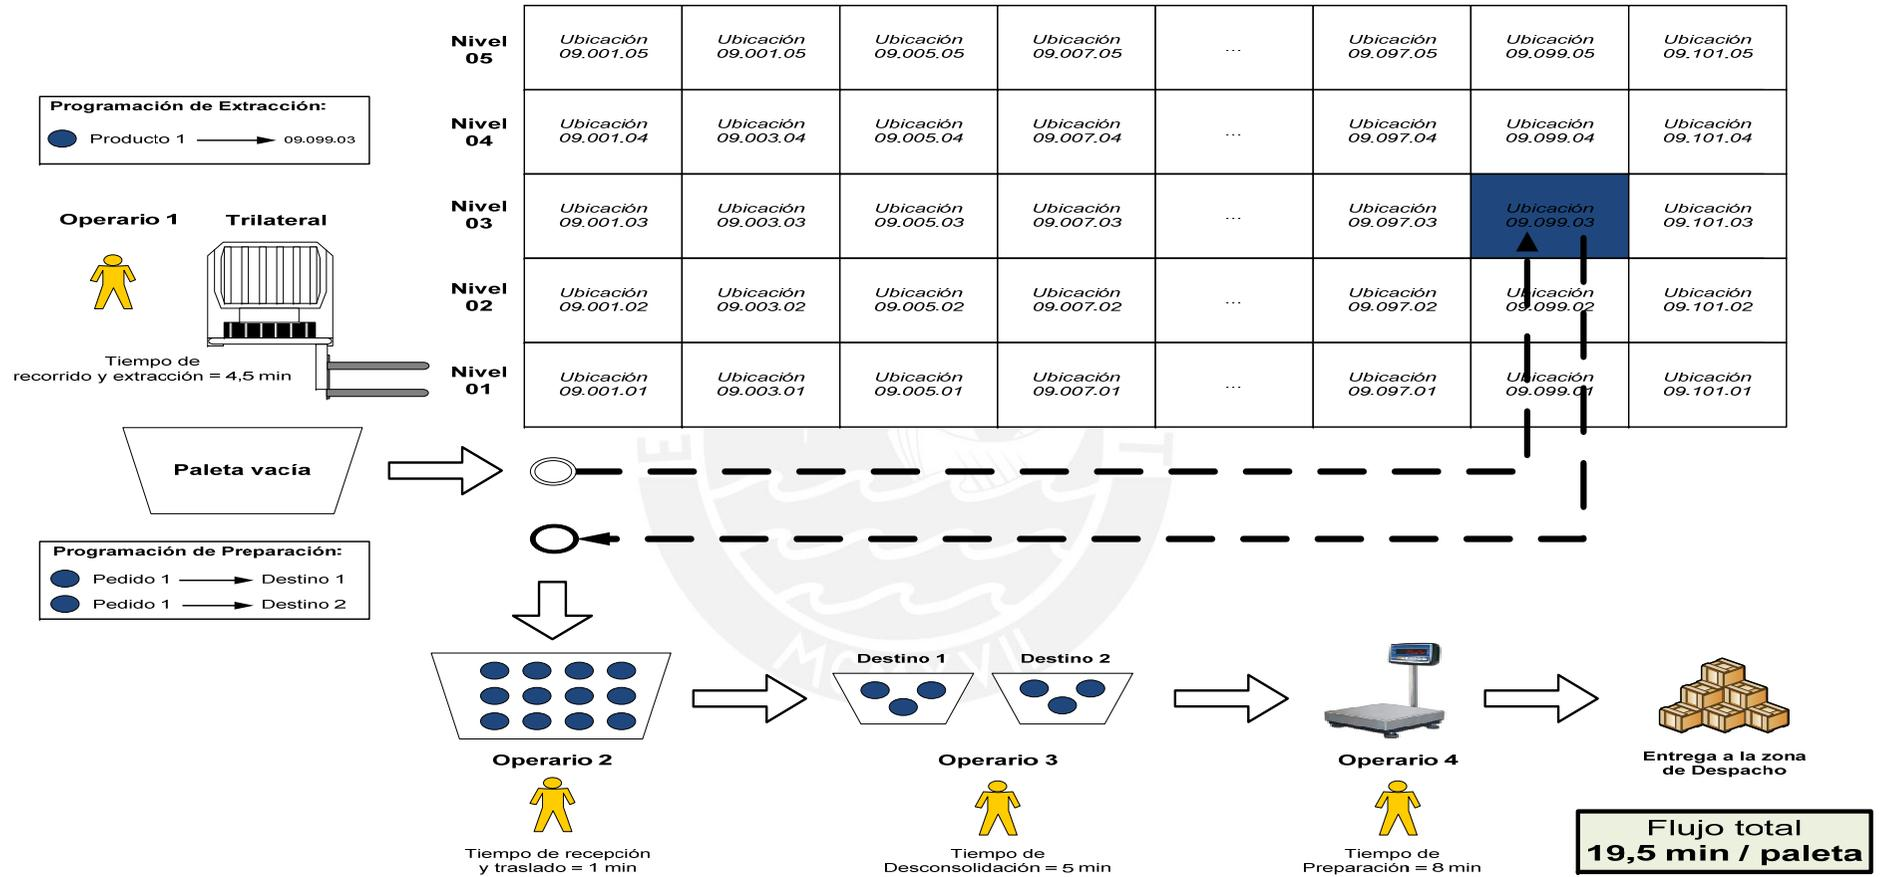 Nivel
05
Ubicación
09.001.05
Ubicación
09.001.05
Ubicación
09.005.05
Ubicación
09.007.05
...
Ubicación
09.097.05
Ubicación
09.099.05
Ubicación
09.101.05
Programación de Extracción:
Producto 1
09.099.03
Nivel
04
Ubicación
09.001.04
Ubicación
09.003.04
Ubicación
09.005.04
Ubicación
09.007.04
...
Ubicación
09.097.04
Ubicación
09.099.04
Ubicación
09.101.04
Operario 1
Trilateral
Nivel
03
Ubicación
09.001.03
Ubicación
09.003.03
Ubicación
09.005.03
Ubicación
09.007.03
...
Ubicación
09.097.03
Ubicación
09.099.03
Ubicación
09.101.03
Nivel
02
Ubicación
09.001.02
Ubicación
09.003.02
Ubicación
09.005.02
Ubicación
09.007.02
...
Ubicación
09.097.02
Ubicación
09.099.02
Ubicación
09.101.02
Tiempo de
recorrido y extracción = 4,5 min
Nivel
01
Ubicación
09.001.01
Ubicación
09.003.01
Ubicación
09.005.01
Ubicación
09.007.01
...
Ubicación
09.097.01
Ubicación
09.099.01
Ubicación
09.101.01
Paleta vacía
Programación de Preparación:
Pedido 1
Destino 1
Pedido 1
Destino 2
Destino 1
Destino 2
Operario 2
Operario 3
Operario 4
Entrega a la zona
de Despacho
Tiempo de recepción
y traslado = 1 min
Tiempo de
Desconsolidación = 5 min
Tiempo de
Preparación = 8 min
Flujo total
19,5 min / paleta